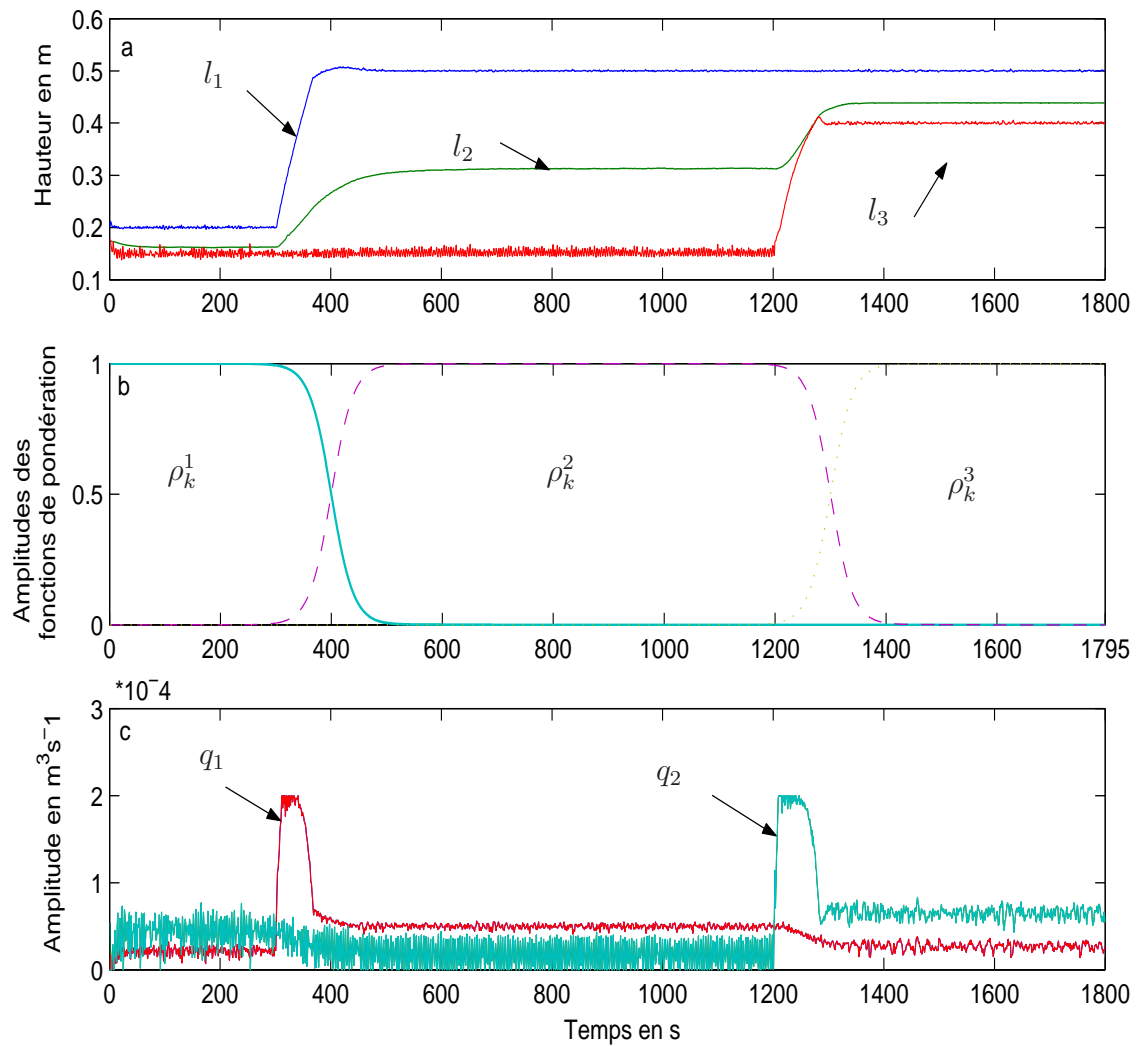 0.6
0.5
0.4
0.3
0.2
0.1
Hauteur en m
a
l₁
l₂
l₃
0 200 400 600 800 1000 1200 1400 1600 1800
1
0.5
0
Amplitudes des
fonctions de pondération
b
ρ¹ₖ
ρ²ₖ
ρ³ₖ
0 200 400 600 800 1000 1200 1400 1600 1795
*10⁻4
3
2
1
0
Amplitude en m³s−1
c
q₁
q₂
0 200 400 600 800 1000 1200 1400 1600 1800
Temps en s